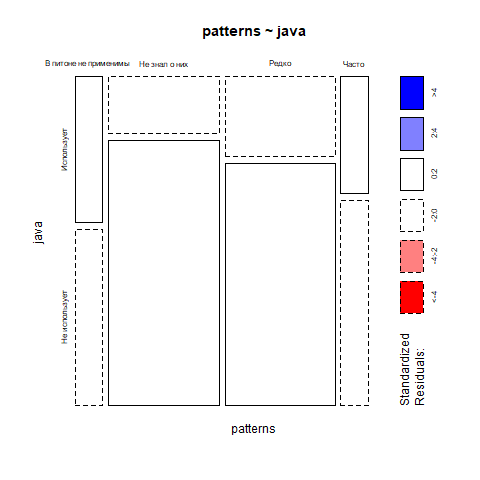 patterns ~ java
В питоне не применимы
Не знал о них
Редко
Часто
Использует
Не использует
java
patterns
>4
2:4
0:2
-2:0
-4:-2
<-4
Standardized
Residuals: